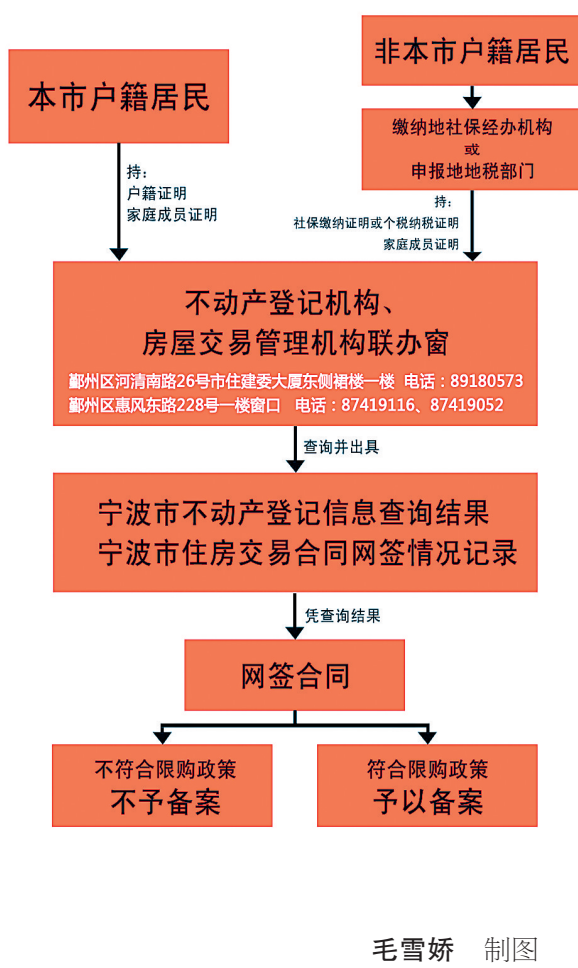 本市户籍居民
非本市户籍居民
缴纳地社保经办机构
或
申报地地税部门
持：
户籍证明
家庭成员证明
持：
社保缴纳证明或个税纳税证明
家庭成员证明
不动产登记机构、
房屋交易管理机构联办窗
鄞州区河清南路26号市住建委大厦东侧裙楼一楼 电话：89180573
鄞州区惠风东路228号一楼窗口 电话：87419116、87419052
查询并出具
宁波市不动产登记信息查询结果
宁波市住房交易合同网签情况记录
凭查询结果
网签合同
不符合限购政策
不予备案
符合限购政策
予以备案
毛雪娇 制图